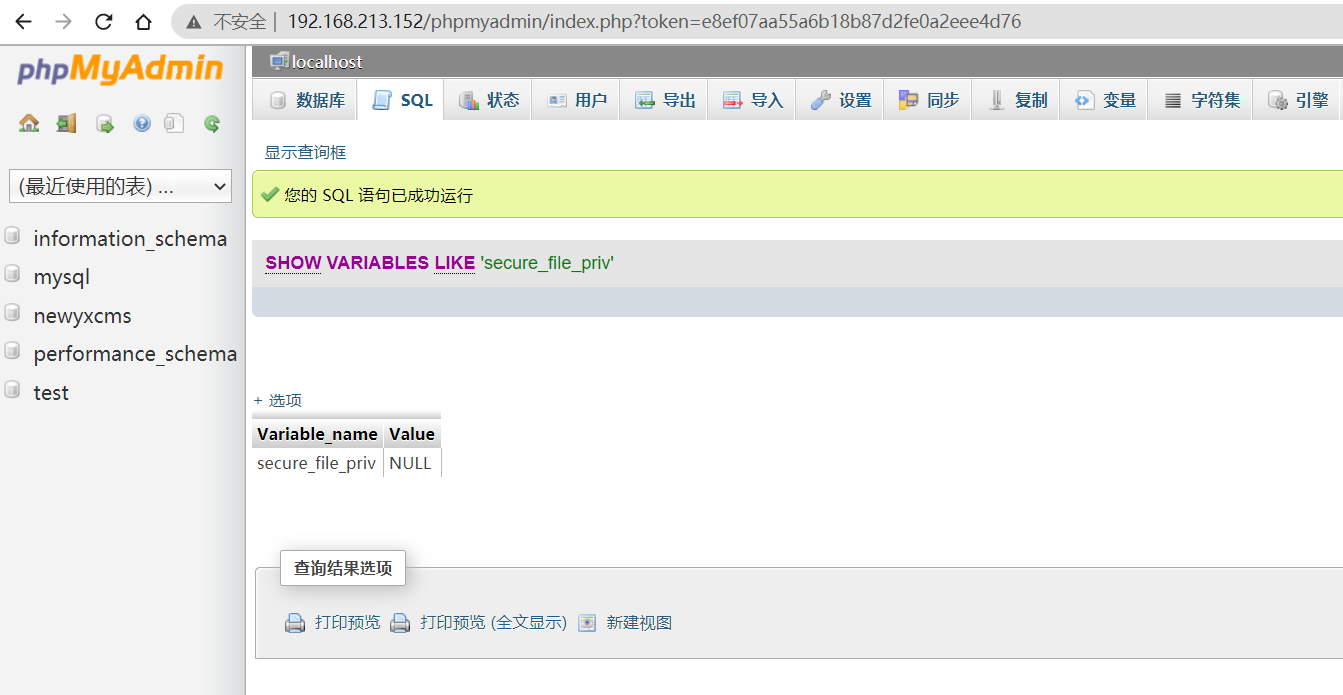 不安全 | 192.168.213.152/phpmyadmin/index.php?token=e8ef07aa55a6b18b87d2fe0a2eee4d76
phpMyAdmin
(最近使用的表) ...
information_schema
mysql
newyxcms
performance_schema
test
localhost
数据库 SQL 状态 用户 导出 导入 设置 同步 复制 变量 字符集 引擎
显示查询框
您的 SQL 语句已成功运行
SHOW VARIABLES LIKE 'secure_file_priv'
+ 选项
Variable_name Value
secure_file_priv NULL
查询结果选项
打印预览 打印预览 (全文显示) 新建视图